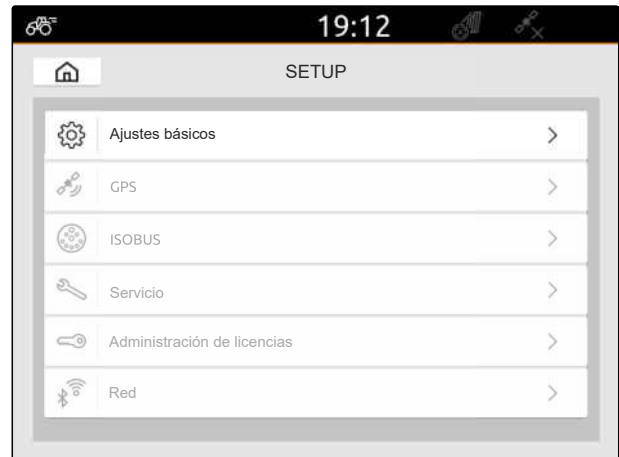 19:12
SETUP
Ajustes básicos
GPS
ISOBUS
Servicio
Administración de licencias
Red